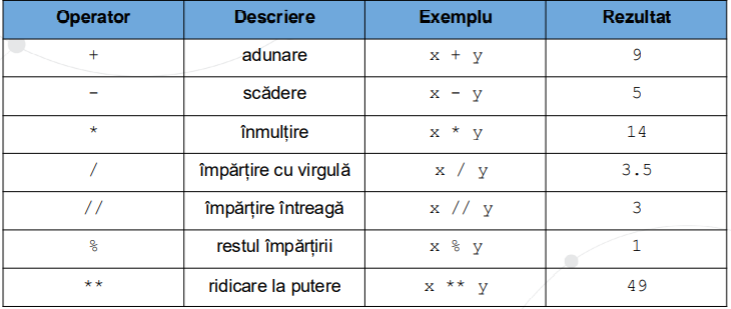 Operator Descriere Exemplu Rezultat
+ adunare x + y 9
- scădere x - y 5
* înmulțire x * y 14
/ împărțire cu virgulă x / y 3.5
// împărțire întreagă x // y 3
% restul împărțirii x % y 1
** ridicare la putere x ** y 49